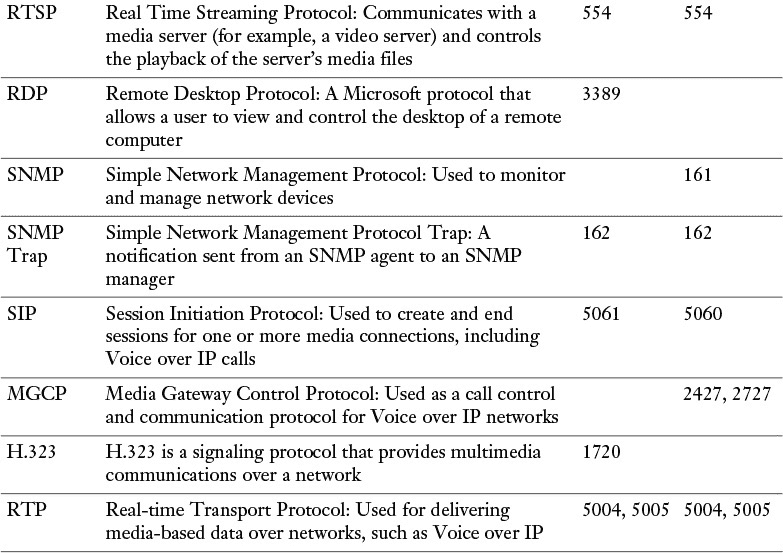 RTSP Real Time Streaming Protocol: Communicates with a 554 554
media server (for example, a video server) and controls
the playback of the server’s media files
RDP Remote Desktop Protocol: A Microsoft protocol that 3389
allows a user to view and control the desktop of a remote
computer
SNMP Simple Network Management Protocol: Used to monitor 161
and manage network devices
SNMP Simple Network Management Protocol Trap: A 162 162
Trap notification sent from an SNMP agent to an SNMP
manager
SIP Session Initiation Protocol: Used to create and end 5061 5060
sessions for one or more media connections, including
Voice over IP calls
MGCP Media Gateway Control Protocol: Used as a call control 2427, 2727
and communication protocol for Voice over IP networks
H.323 H.323 is a signaling protocol that provides multimedia 1720
communications over a network
RTP Real-time Transport Protocol: Used for delivering 5004, 5005 5004, 5005
media-based data over networks, such as Voice over IP